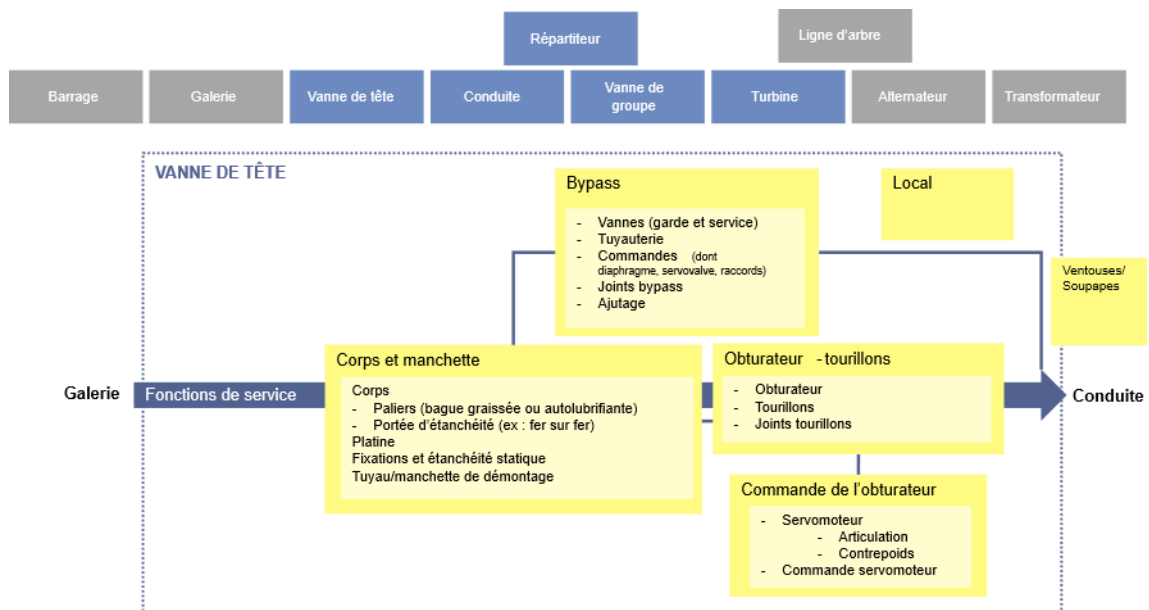 Répartiteur
Ligne d'arbre
Barrage
Galerie
Vanne de tête
Conduite
Vanne de
groupe
Turbine
Alternateur
Transformateur
VANNE DE TÊTE
Bypass
- Vannes (garde et service)
- Tuyauterie
- Commandes (dont
diaphragme, servovalve, raccords)
- Joints bypass
- Ajutage
Local
Ventouses/
Soupapes
Galerie
Fonctions de service
Corps et manchette
Corps
- Paliers (bague graissée ou autolubrifiante)
- Portée d'étanchéité (ex : fer sur fer)
Platine
Fixations et étanchéité statique
Tuyau/manchette de démontage
Obturateur - tourillons
- Obturateur
- Tourillons
- Joints tourillons
Conduite
Commande de l'obturateur
- Servomoteur
- Articulation
- Contrepoids
- Commande servomoteur